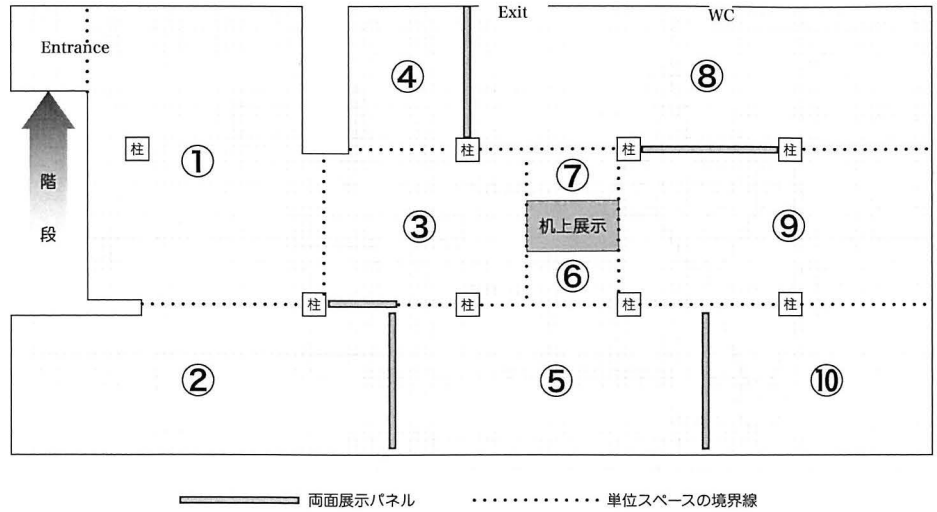 Exit
WC
Entrance
④
⑧
柱
①
柱
柱
柱
⑦
階段
③
机上展示
⑨
⑥
柱
柱
柱
柱
②
⑤
⑩
両面展示パネル
単位スペースの境界線